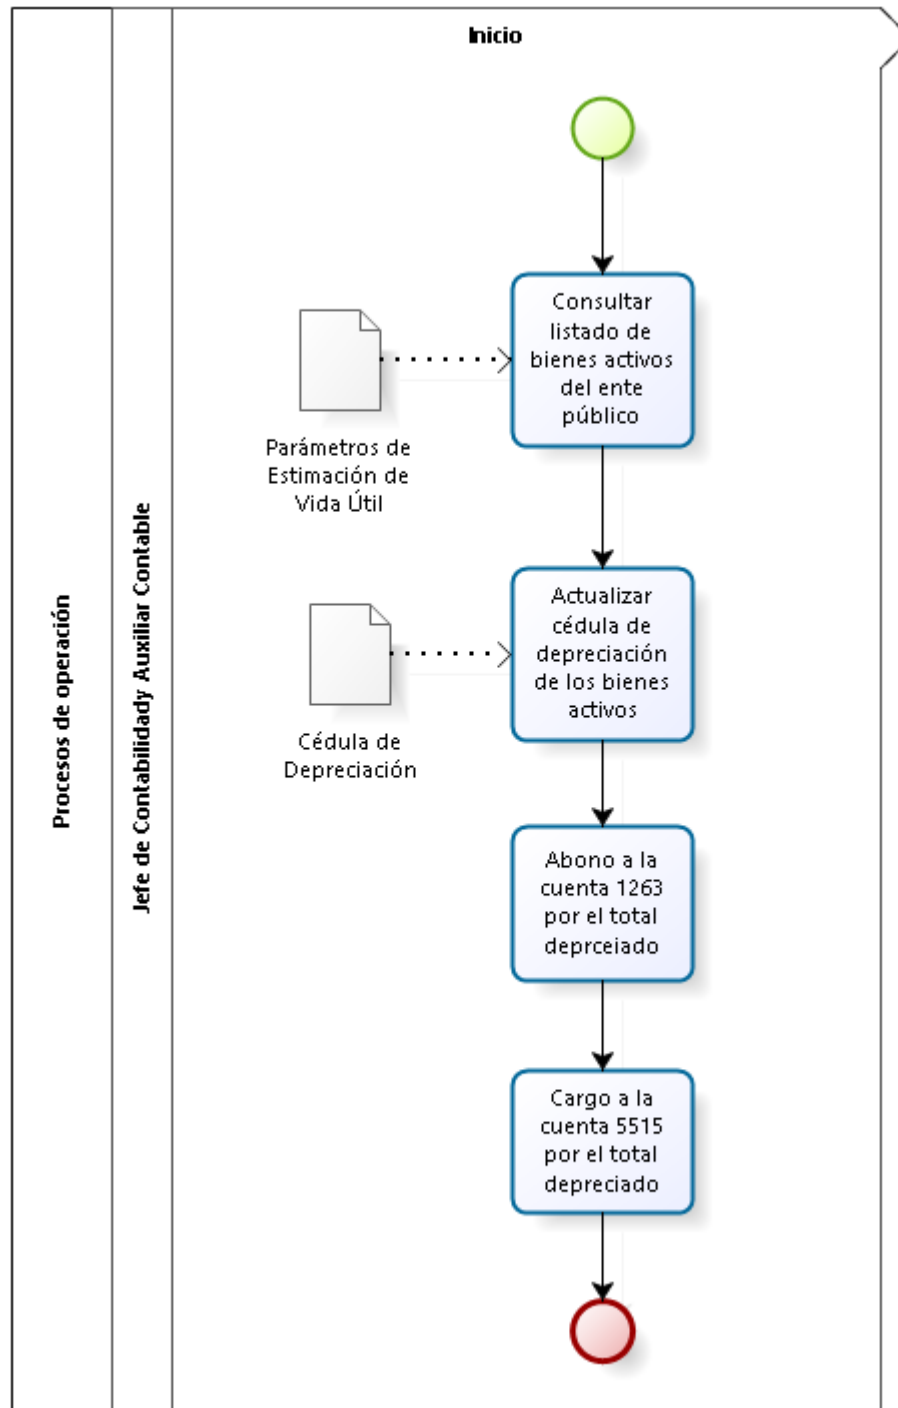 Inicio
Procesos de operación
Jefe de Contabilidady Auxiliar Contable
Consultar
listado de
bienes activos
del ente
público
Parámetros de
Estimación de
Vida Útil
Actualizar
cédula de
depreciación
de los bienes
activos
Cédula de
Depreciación
Abono a la
cuenta 1263
por el total
deprceiado
Cargo a la
cuenta 5515
por el total
depreciado